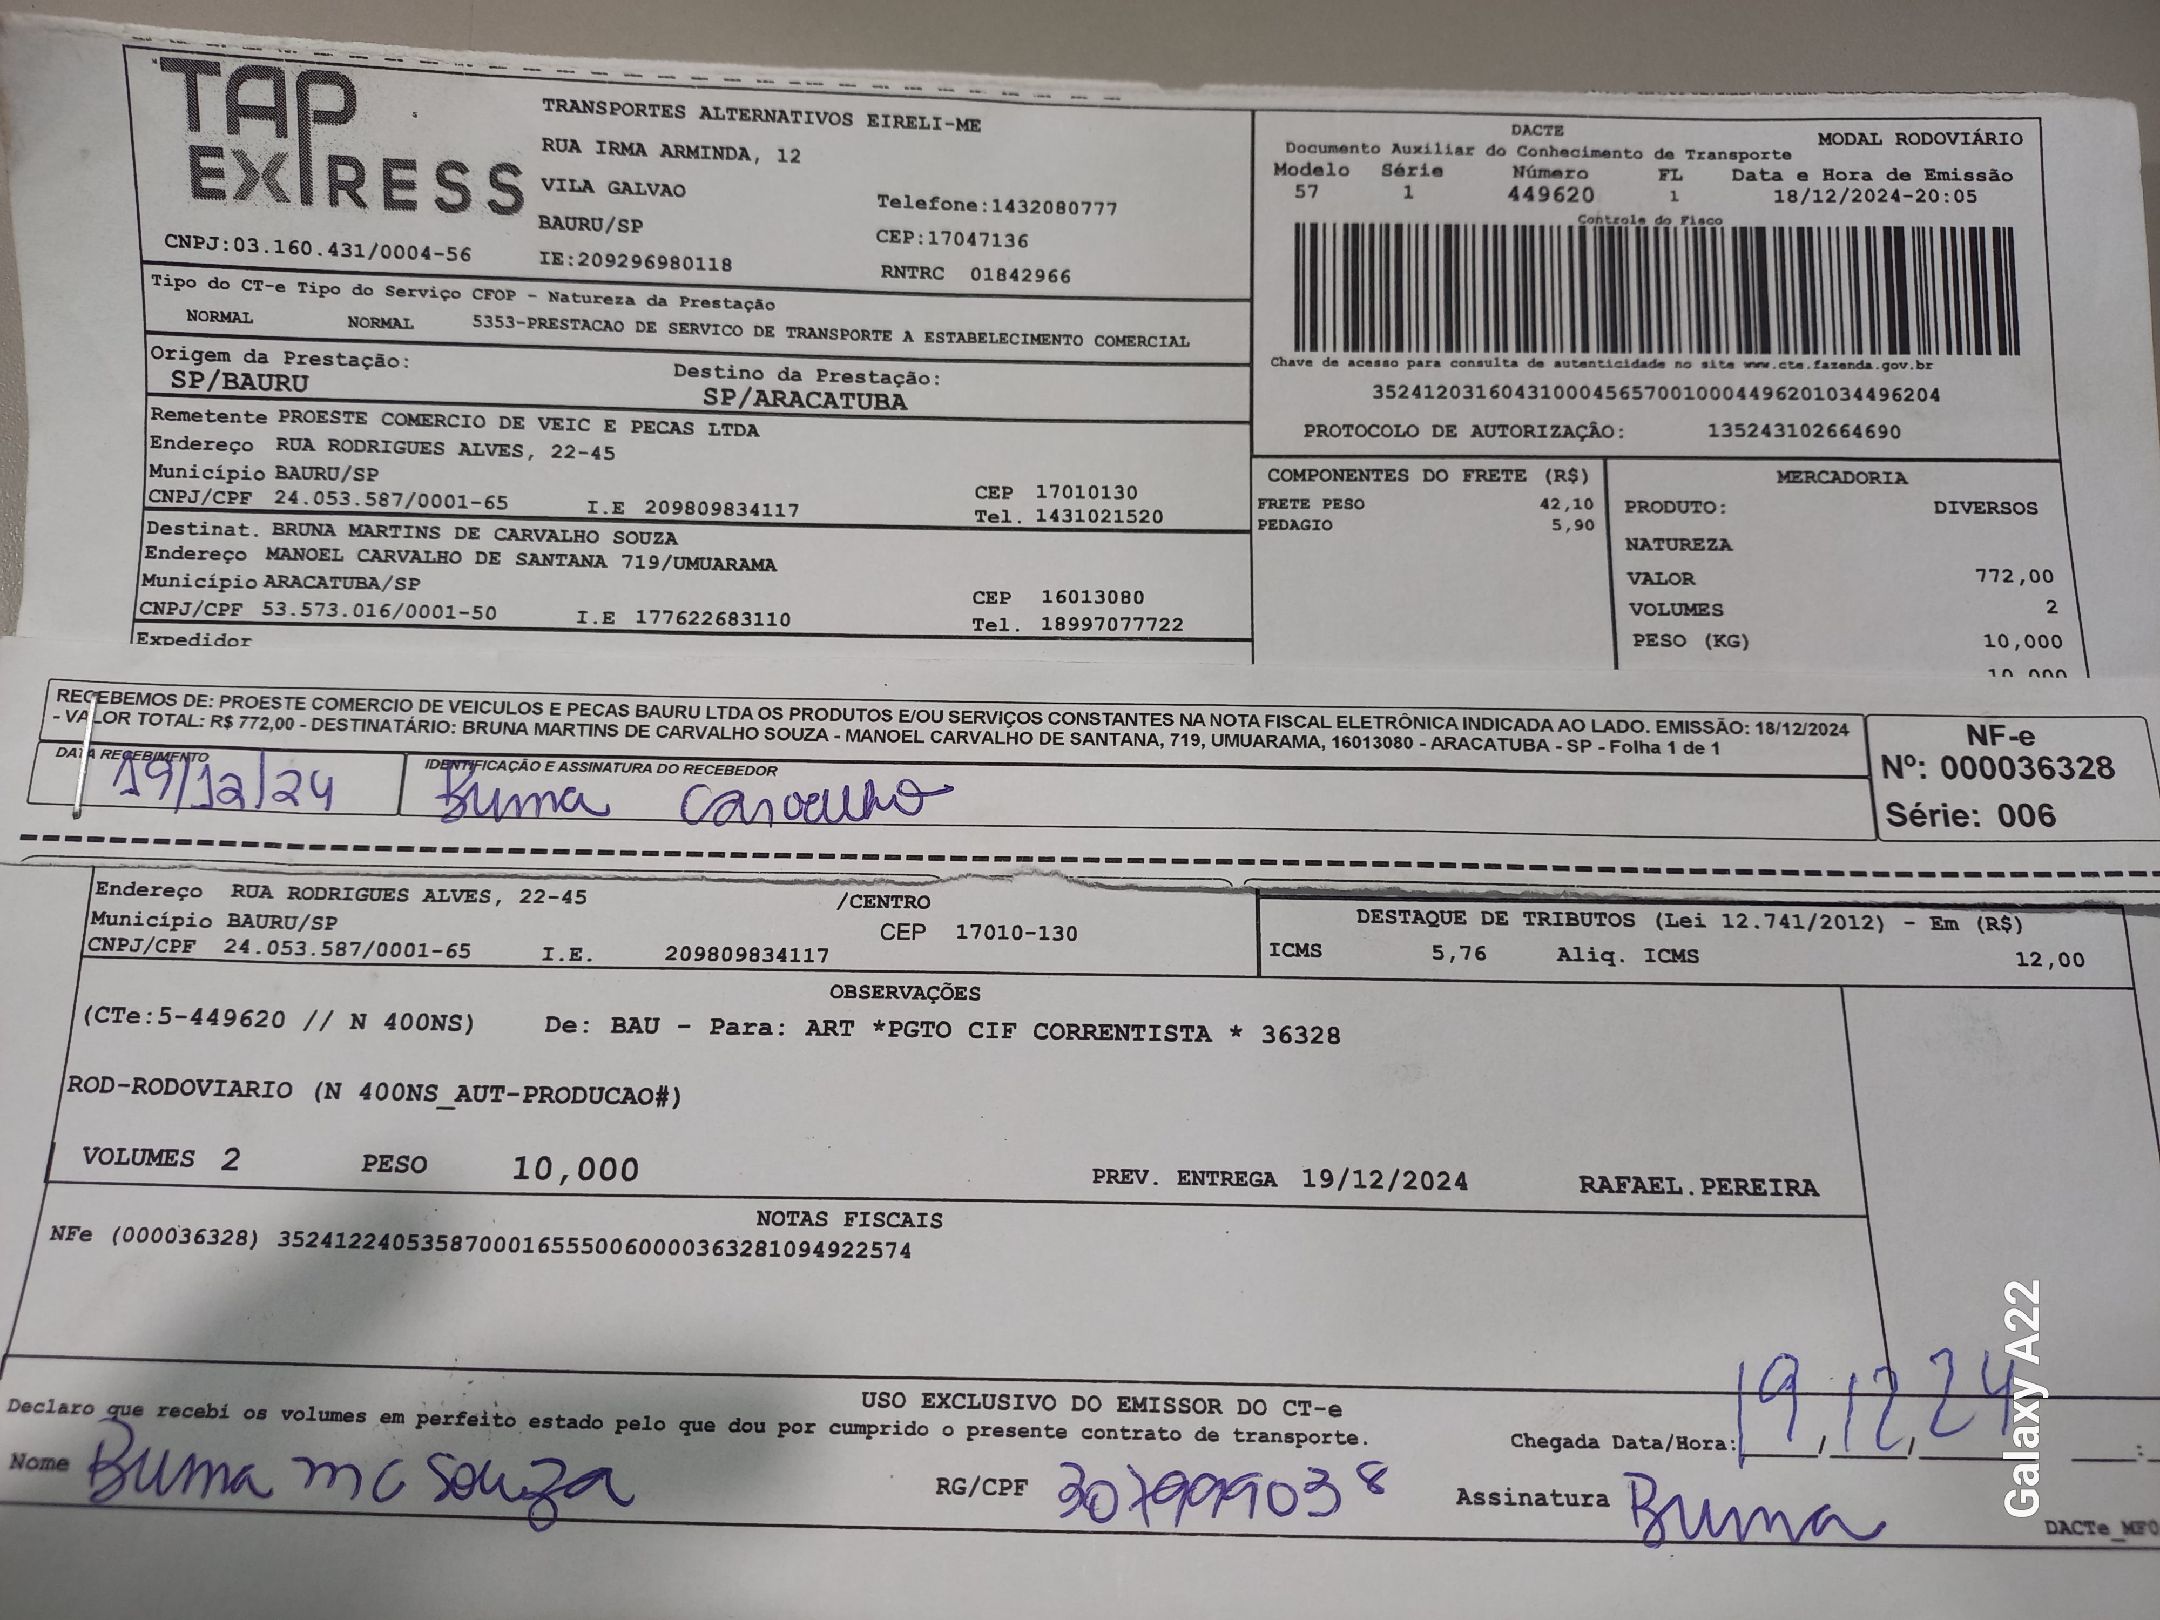 TAP EXPRESS
TRANSPORTES ALTERNATIVOS EIRELI-ME
RUA IRMA ARMINDA, 12
VILA GALVAO
Telefone:1432080777
BAURU/SP
CEP:17047136
CNPJ:03.160.431/0004-56
IE:209296980118
RNTRC 01842966
Tipo do CT-e Tipo do Serviço CFOP - Natureza da Prestação
NORMAL NORMAL 5353-PRESTACAO DE SERVICO DE TRANSPORTE A ESTABELECIMENTO COMERCIAL
Origem da Prestação: Destino da Prestação:
SP/BAURU SP/ARACATUBA
Remetente PROESTE COMERCIO DE VEIC E PECAS LTDA
Endereço RUA RODRIGUES ALVES, 22-45
Município BAURU/SP CEP 17010130
CNPJ/CPF 24.053.587/0001-65 I.E 209809834117 Tel. 1431021520
Destinat. BRUNA MARTINS DE CARVALHO SOUZA
Endereço MANOEL CARVALHO DE SANTANA 719/UMUARAMA
Município ARACATUBA/SP CEP 16013080
CNPJ/CPF 53.573.016/0001-50 I.E 177622683110 Tel. 18997077722
Expedidor
DACTE MODAL RODOVIÁRIO
Documento Auxiliar do Conhecimento de Transporte
Modelo Série Número FL Data e Hora de Emissão
57 1 449620 1 18/12/2024-20:05
Controle do Fisco
Chave de acesso para consulta de autenticidade no site www.cte.fazenda.gov.br
35241203160431000456570010004496201034496204
PROTOCOLO DE AUTORIZAÇÃO: 135243102664690
COMPONENTES DO FRETE (R$)
FRETE PESO 42,10
PEDAGIO 5,90
MERCADORIA
PRODUTO: DIVERSOS
NATUREZA
VALOR 772,00
VOLUMES 2
PESO (KG) 10,000
10,000
RECEBEMOS DE: PROESTE COMERCIO DE VEICULOS E PECAS BAURU LTDA OS PRODUTOS E/OU SERVIÇOS CONSTANTES NA NOTA FISCAL ELETRÔNICA INDICADA AO LADO. EMISSÃO: 18/12/2024
- VALOR TOTAL: R$ 772,00 - DESTINATÁRIO: BRUNA MARTINS DE CARVALHO SOUZA - MANOEL CARVALHO DE SANTANA, 719, UMUARAMA, 16013080 - ARACATUBA - SP - Folha 1 de 1
DATA RECEBIMENTO IDENTIFICAÇÃO E ASSINATURA DO RECEBEDOR
19/12/24 Bruna Carvalho
NF-e
Nº: 000036328
Série: 006
Endereço RUA RODRIGUES ALVES, 22-45 /CENTRO
Município BAURU/SP CEP 17010-130
CNPJ/CPF 24.053.587/0001-65 I.E. 209809834117
DESTAQUE DE TRIBUTOS (Lei 12.741/2012) - Em (R$)
ICMS 5,76 Aliq. ICMS 12,00
OBSERVAÇÕES
(CTe:5-449620 // N 400NS) De: BAU - Para: ART *PGTO CIF CORRENTISTA * 36328
ROD-RODOVIARIO (N 400NS_AUT-PRODUCAO#)
VOLUMES 2 PESO 10,000 PREV. ENTREGA 19/12/2024 RAFAEL.PEREIRA
NOTAS FISCAIS
NFe (000036328) 35241224053587000165550060000363281094922574
USO EXCLUSIVO DO EMISSOR DO CT-e
Declaro que recebi os volumes em perfeito estado pelo que dou por cumprido o presente contrato de transporte.
Chegada Data/Hora: 19/12/24 :
Nome Bruna M C Souza RG/CPF Assinatura Bruna
Galaxy A22